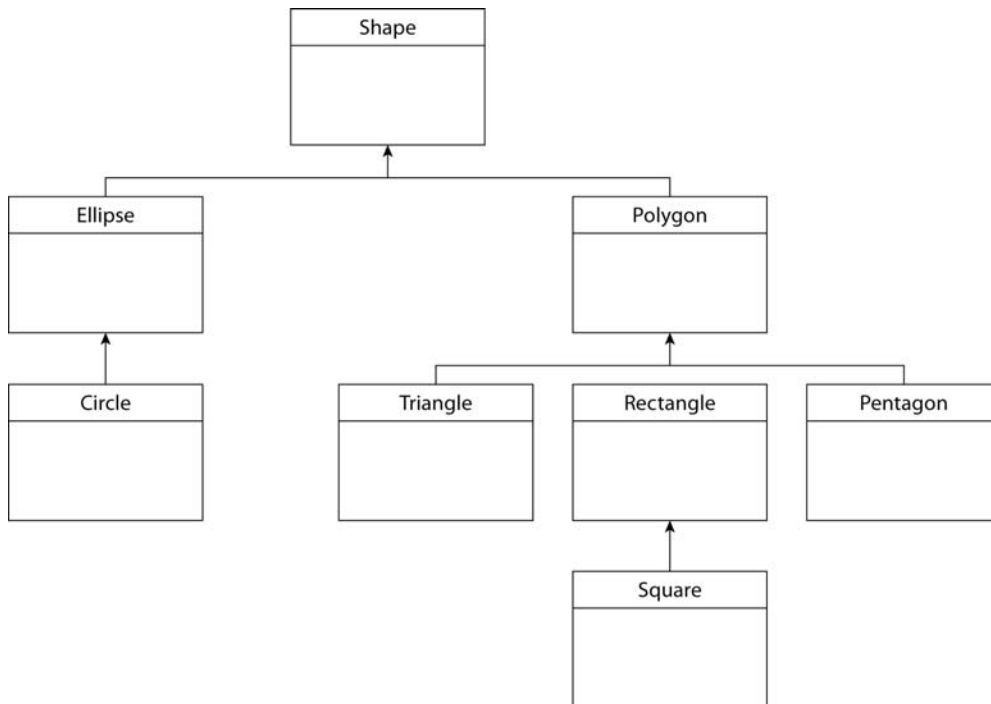 Shape
Ellipse
Polygon
Circle
Triangle
Rectangle
Pentagon
Square